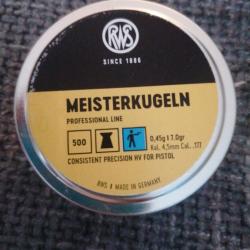 RWS
SINCE 1886
MEISTERKUGELN
PROFESSIONAL LINE
500
0,45g | 7.0gr
Kal. 4,5mm Cal. .177
CONSISTENT PRECISION HV FOR PISTOL
RWS // MADE IN GERMANY